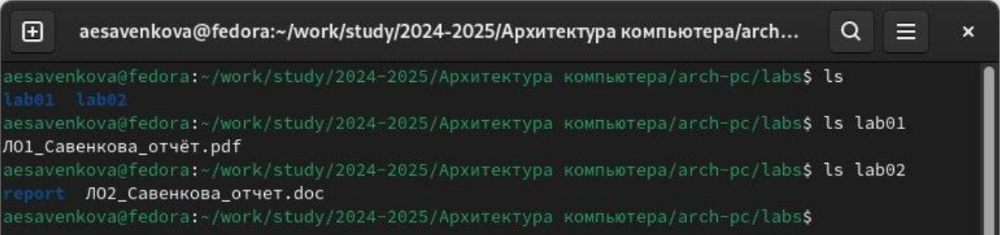 aesavenkova@fedora:~/work/study/2024-2025/Архитектура компьютера/arch...
aesavenkova@fedora:~/work/study/2024-2025/Архитектура компьютера/arch-pc/labs$ ls
lab01  lab02
aesavenkova@fedora:~/work/study/2024-2025/Архитектура компьютера/arch-pc/labs$ ls lab01
Л01_Савенкова_отчёт.pdf
aesavenkova@fedora:~/work/study/2024-2025/Архитектура компьютера/arch-pc/labs$ ls lab02
report  Л02_Савенкова_отчет.doc
aesavenkova@fedora:~/work/study/2024-2025/Архитектура компьютера/arch-pc/labs$